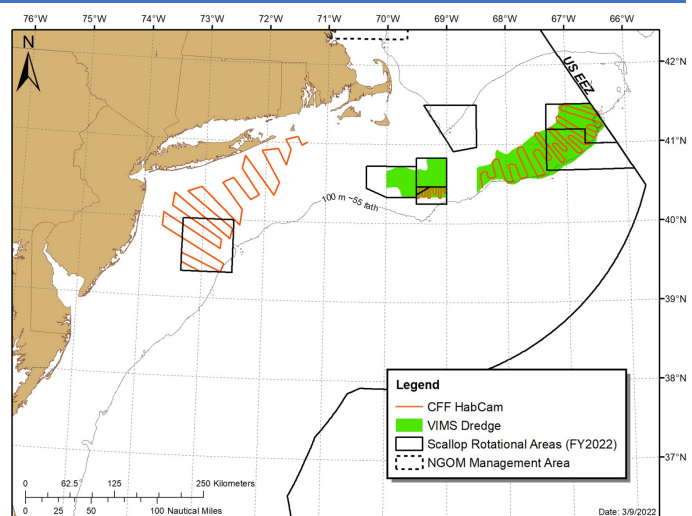 76°W 75°W 74°W 73°W 72°W 71°W 70°W 69°W 68°W 67°W 66°W
N
42°N
US EEZ
41°N
100 m ~55 fath
40°N
39°N
38°N
Legend
CFF HabCam
VIMS Dredge
Scallop Rotational Areas (FY2022)
NGOM Management Area
37°N
0 62.5 125 250 Kilometers
0 25 50 100 Nautical Miles
Date: 3/9/2022